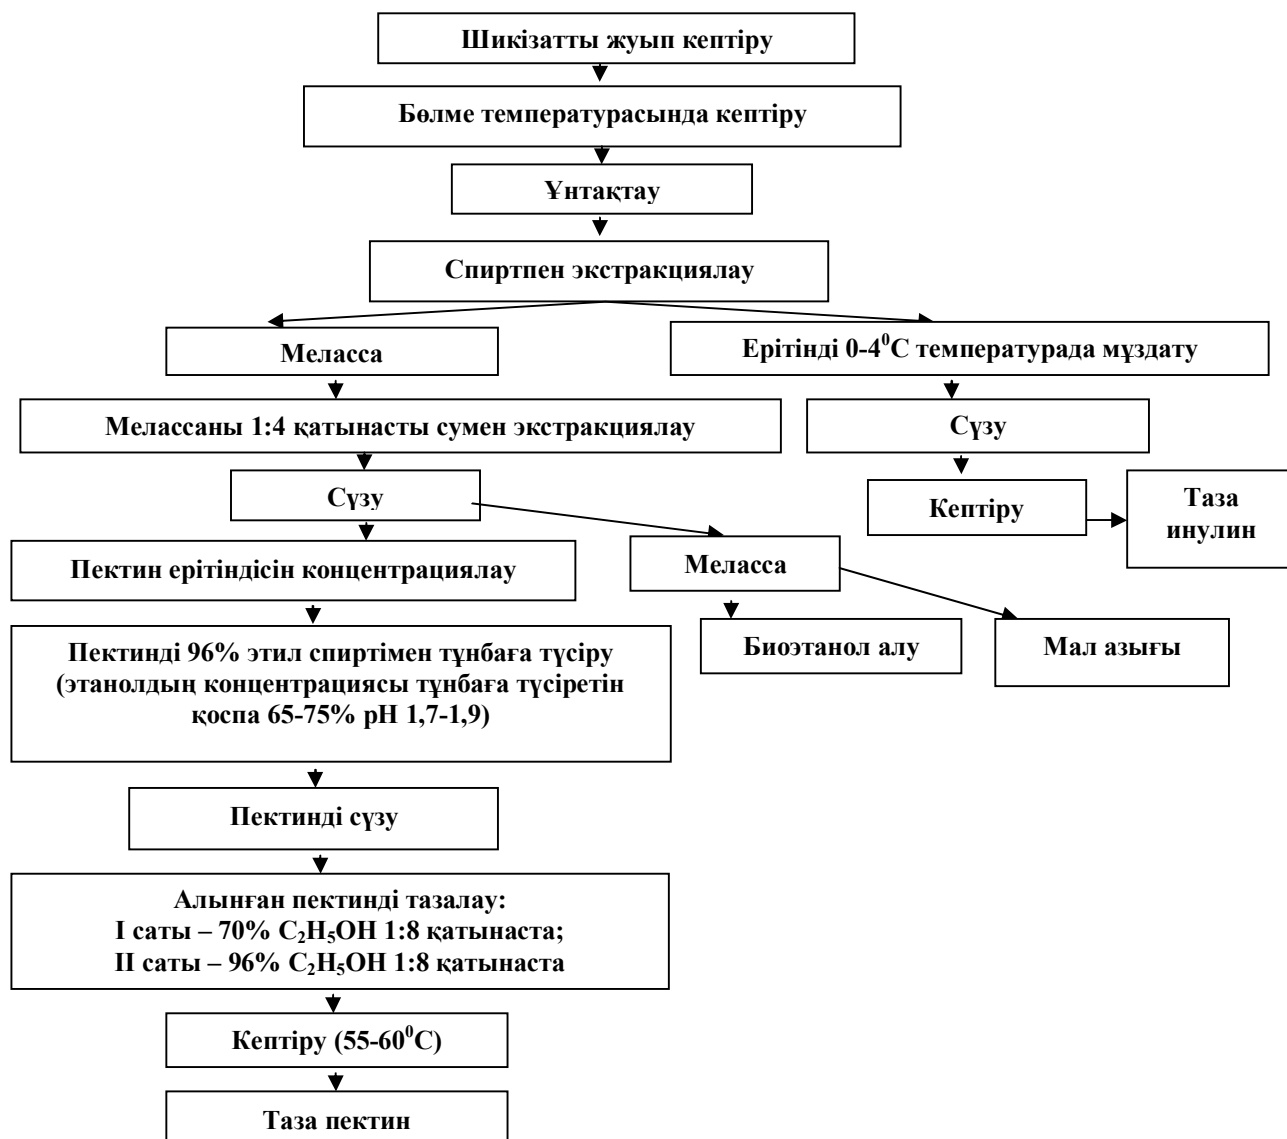 Шикізатты жуып кептіру
Бөлме температурасында кептіру
Ұнтақтау
Спиртпен экстракциялау
Меласса
Ерітінді 0-4⁰С температурада мұздату
Мелассаны 1:4 қатынасты сумен экстракциялау
Сүзу
Сүзу
Кептіру
Таза
инулин
Пектин ерітіндісін концентрациялау
Меласса
Биоэтанол алу
Мал азығы
Пектинді 96% этил спиртімен тұнбаға түсіру
(этанолдың концентрациясы тұнбаға түсіретін
қоспа 65-75% рН 1,7-1,9)
Пектинді сүзу
Алынған пектинді тазалау:
I саты – 70% C₂H₅OH 1:8 қатынаста;
II саты – 96% C₂H₅OH 1:8 қатынаста
Кептіру (55-60⁰С)
Таза пектин